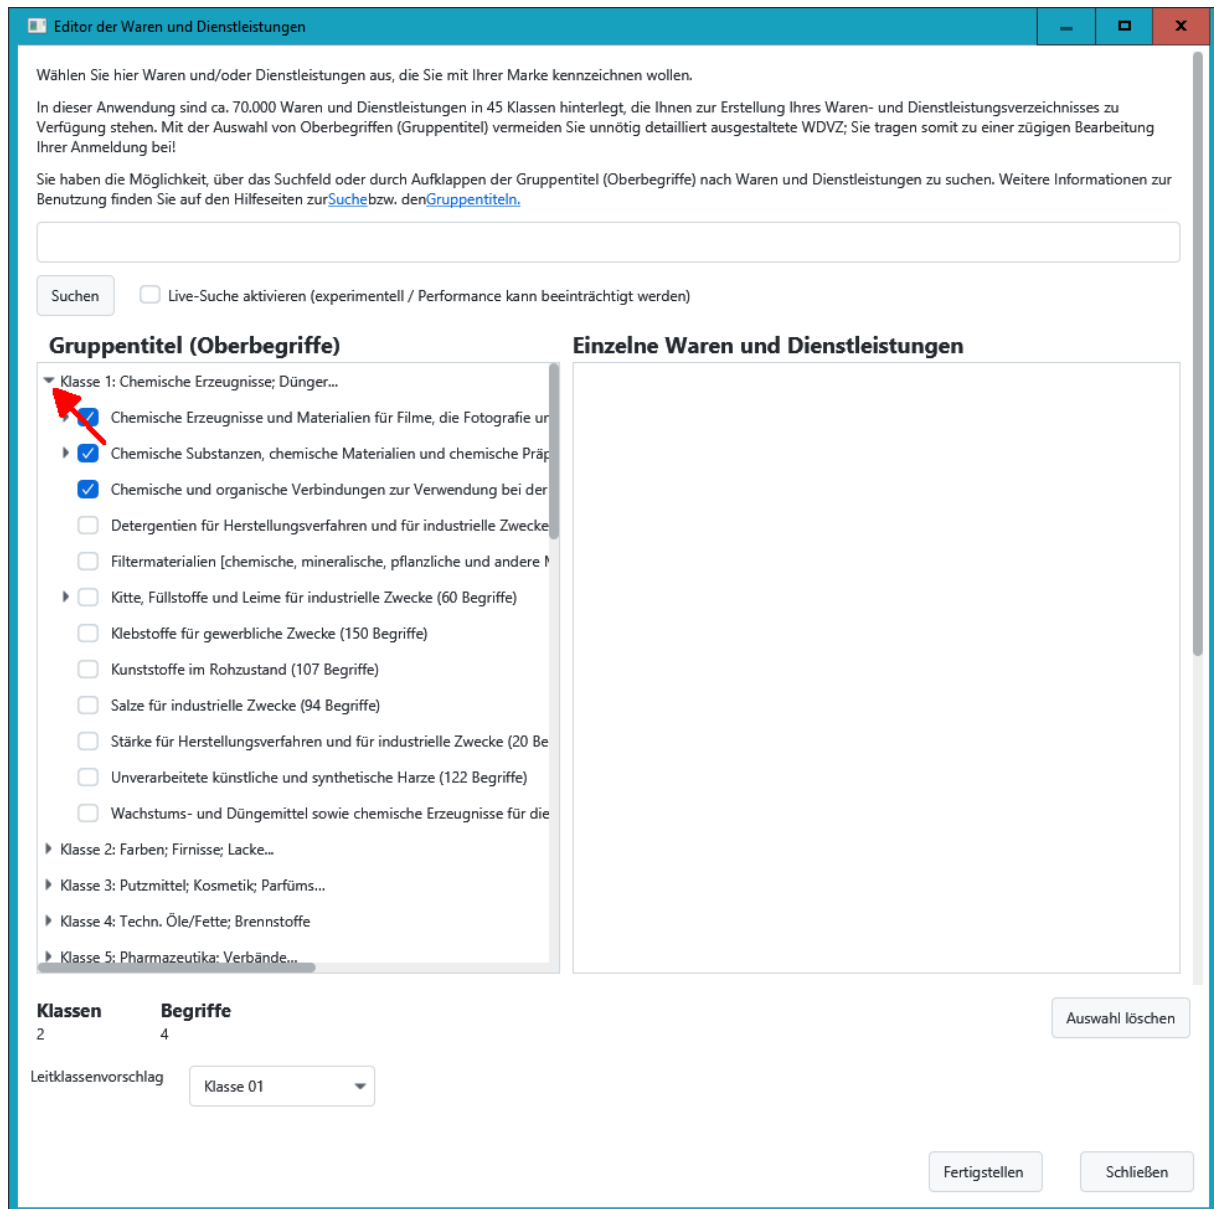 Editor der Waren und Dienstleistungen
Wählen Sie hier Waren und/oder Dienstleistungen aus, die Sie mit Ihrer Marke kennzeichnen wollen.
In dieser Anwendung sind ca. 70.000 Waren und Dienstleistungen in 45 Klassen hinterlegt, die Ihnen zur Erstellung Ihres Waren- und Dienstleistungsverzeichnisses zu
Verfügung stehen. Mit der Auswahl von Oberbegriffen (Gruppentitel) vermeiden Sie unnötig detailliert ausgestaltete WDVZ; Sie tragen somit zu einer zügigen Bearbeitung
Ihrer Anmeldung bei!
Sie haben die Möglichkeit, über das Suchfeld oder durch Aufklappen der Gruppentitel (Oberbegriffe) nach Waren und Dienstleistungen zu suchen. Weitere Informationen zur
Benutzung finden Sie auf den Hilfeseiten zurSuchebzw. denGruppentiteln.
Suchen
Live-Suche aktivieren (experimentell / Performance kann beeinträchtigt werden)
Gruppentitel (Oberbegriffe)
Klasse 1: Chemische Erzeugnisse; Dünger...
Chemische Erzeugnisse und Materialien für Filme, die Fotografie un
Chemische Substanzen, chemische Materialien und chemische Präp
Chemische und organische Verbindungen zur Verwendung bei der
Detergentien für Herstellungsverfahren und für industrielle Zwecke
Filtermaterialien [chemische, mineralische, pflanzliche und andere
Kitte, Füllstoffe und Leime für industrielle Zwecke (60 Begriffe)
Klebstoffe für gewerbliche Zwecke (150 Begriffe)
Kunststoffe im Rohzustand (107 Begriffe)
Salze für industrielle Zwecke (94 Begriffe)
Stärke für Herstellungsverfahren und für industrielle Zwecke (20 Be
Unverarbeitete künstliche und synthetische Harze (122 Begriffe)
Wachstums- und Düngemittel sowie chemische Erzeugnisse für die
Klasse 2: Farben; Firnisse; Lacke...
Klasse 3: Putzmittel; Kosmetik; Parfüms...
Klasse 4: Techn. Öle/Fette; Brennstoffe
Klasse 5: Pharmazeutika; Verbände...
Einzelne Waren und Dienstleistungen
Klassen
2
Begriffe
4
Auswahl löschen
Leitklassenvorschlag
Klasse 01
Fertigstellen
Schließen